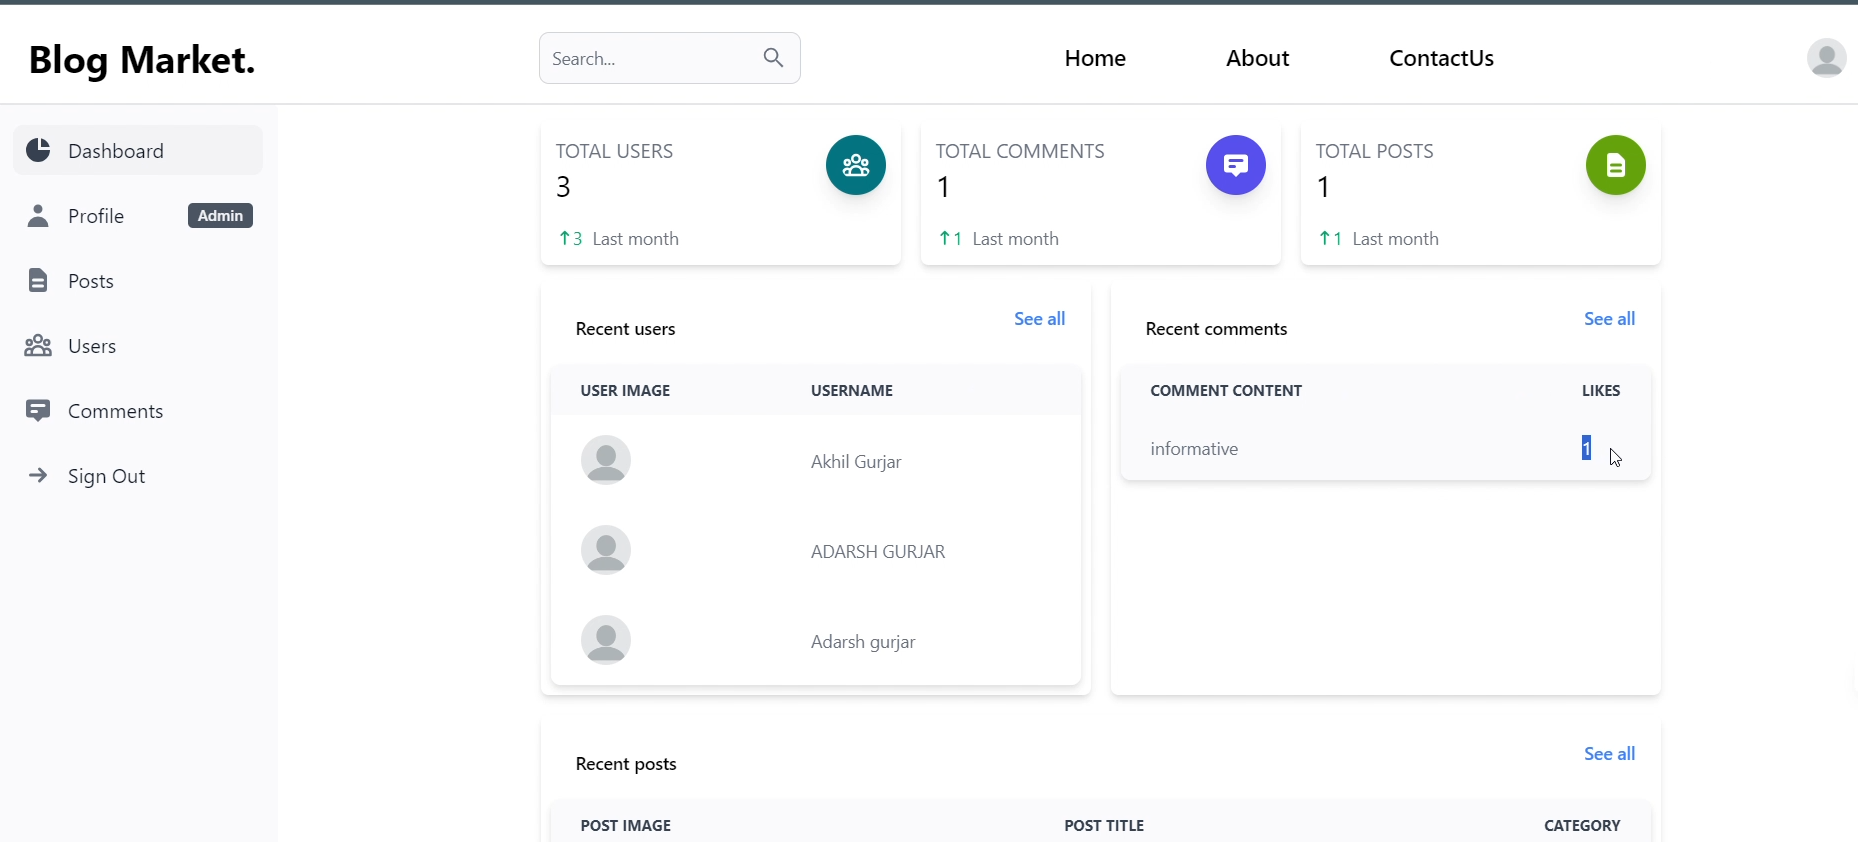 Blog Market.
Search...
Home
About
ContactUs
Dashboard
Profile
Admin
Posts
Users
Comments
Sign Out
TOTAL USERS
3
↑3 Last month
TOTAL COMMENTS
1
↑1 Last month
TOTAL POSTS
1
↑1 Last month
Recent users
See all
USER IMAGE USERNAME
Akhil Gurjar
ADARSH GURJAR
Adarsh gurjar
Recent comments
See all
COMMENT CONTENT LIKES
informative 1
Recent posts
See all
POST IMAGE POST TITLE CATEGORY